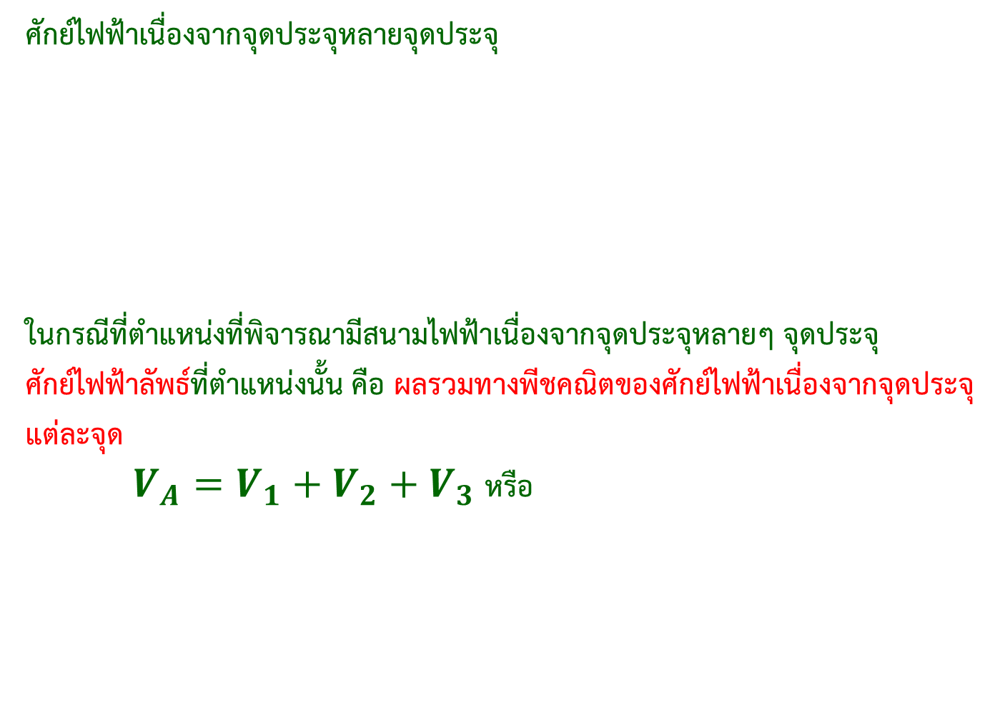 ศักย์ไฟฟ้าเนื่องจากจุดประจุหลายจุดประจุ
ในกรณีที่ตำแหน่งที่พิจารณามีสนามไฟฟ้าเนื่องจากจุดประจุหลายๆ จุดประจุ
ศักย์ไฟฟ้าลัพธ์ที่ตำแหน่งนั้น คือ ผลรวมทางพีชคณิตของศักย์ไฟฟ้าเนื่องจากจุดประจุ
แต่ละจุด
V_A = V_1 + V_2 + V_3 หรือ